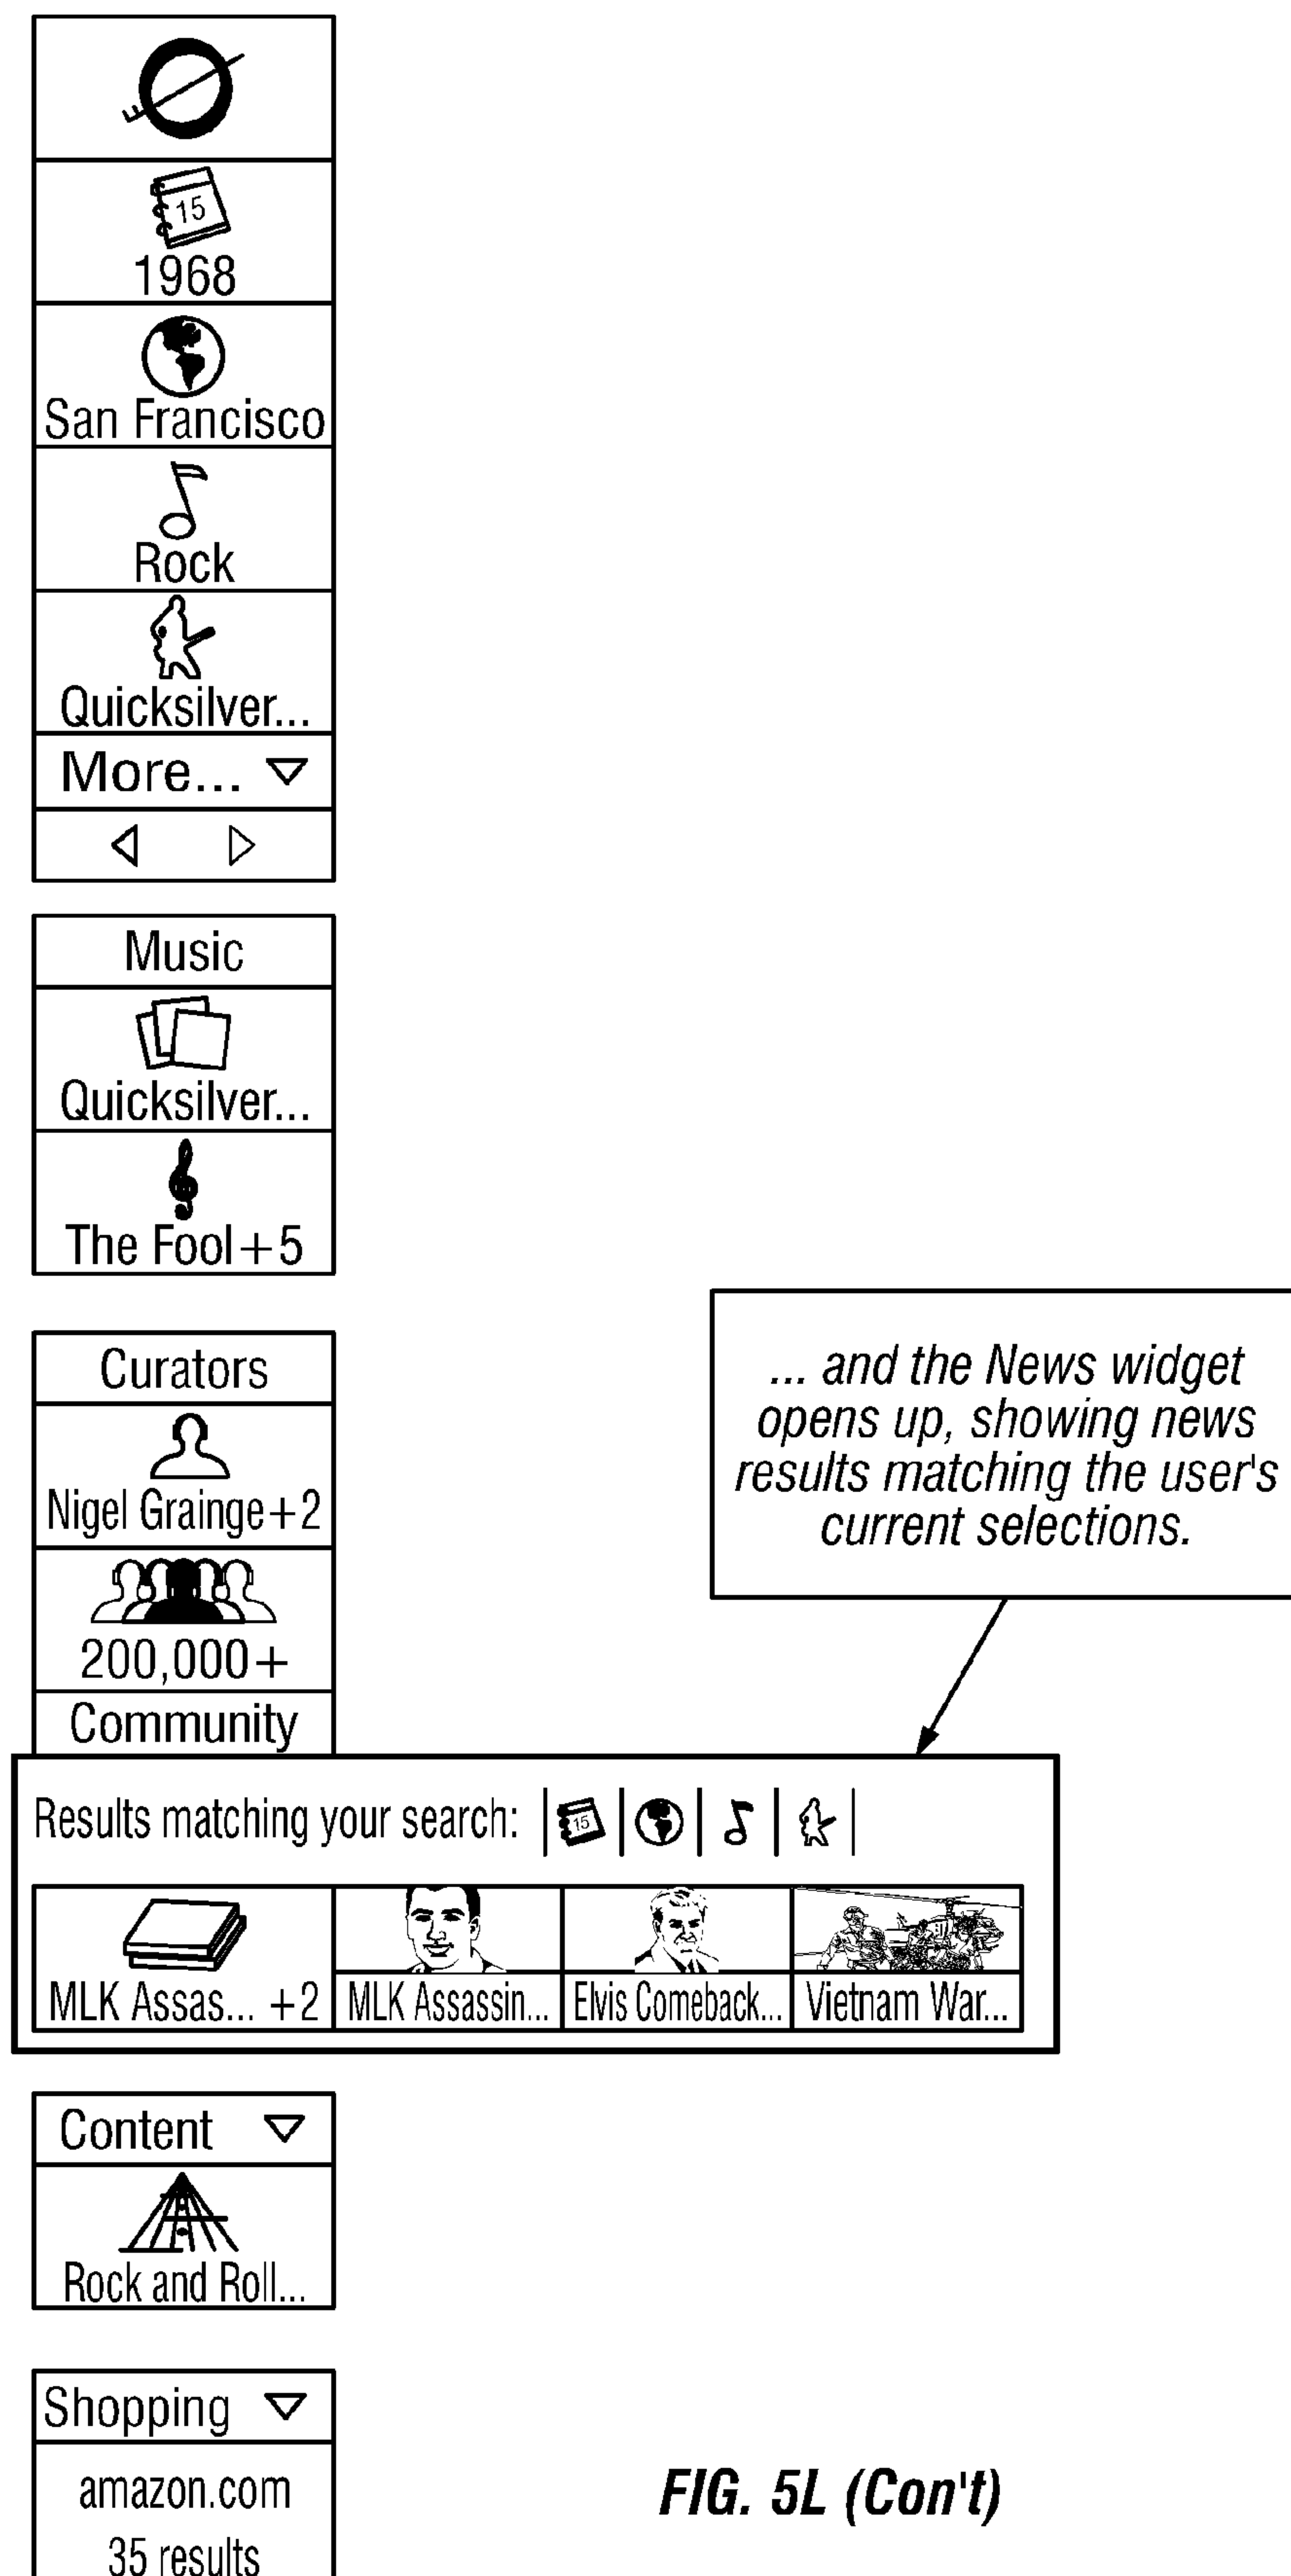 15
1968
San Francisco
Rock
Quicksilver...
More...
Music
Quicksilver...
The Fool+5
Curators
Nigel Grainge+2
200,000+
Community
... and the News widget
opens up, showing news
results matching the user's
current selections.
Results matching your search:
15
MLK Assas... +2
MLK Assassin...
Elvis Comeback...
Vietnam War...
Content
Rock and Roll...
Shopping
amazon.com
35 results
FIG. 5L (Con't)